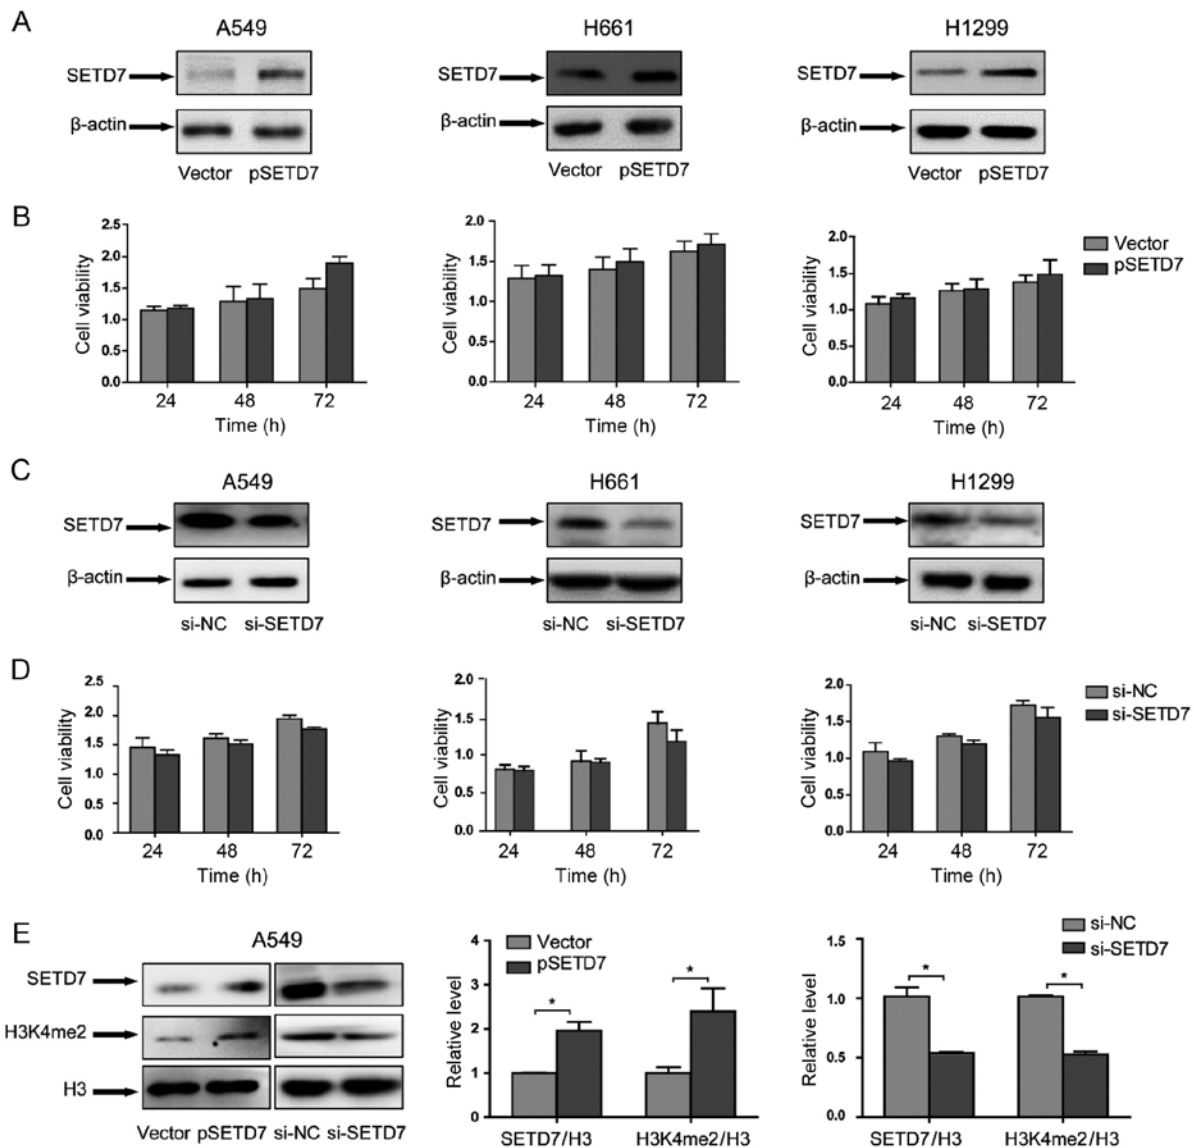 A
A549
H661
H1299
SETD7
SETD7
SETD7
β-actin
β-actin
β-actin
Vector pSETD7
Vector pSETD7
Vector pSETD7
B
2.5
2.0
1.5
1.0
0.5
0.0
Cell viability
24 48 72
Time (h)
2.0
1.5
1.0
0.5
0.0
Cell viability
24 48 72
Time (h)
2.0
1.5
1.0
0.5
0.0
Cell viability
24 48 72
Time (h)
Vector
pSETD7
C
A549
H661
H1299
SETD7
SETD7
SETD7
β-actin
β-actin
β-actin
si-NC si-SETD7
si-NC si-SETD7
si-NC si-SETD7
D
2.5
2.0
1.5
1.0
0.5
0.0
Cell viability
24 48 72
Time (h)
2.0
1.5
1.0
0.5
0.0
Cell viability
24 48 72
Time (h)
2.0
1.5
1.0
0.5
0.0
Cell viability
24 48 72
Time (h)
si-NC
si-SETD7
E
A549
SETD7
H3K4me2
H3
Vector pSETD7 si-NC si-SETD7
4
3
2
1
0
Relative level
Vector
pSETD7
*
*
SETD7/H3 H3K4me2/H3
1.5
1.0
0.5
0.0
Relative level
si-NC
si-SETD7
*
*
SETD7/H3 H3K4me2/H3